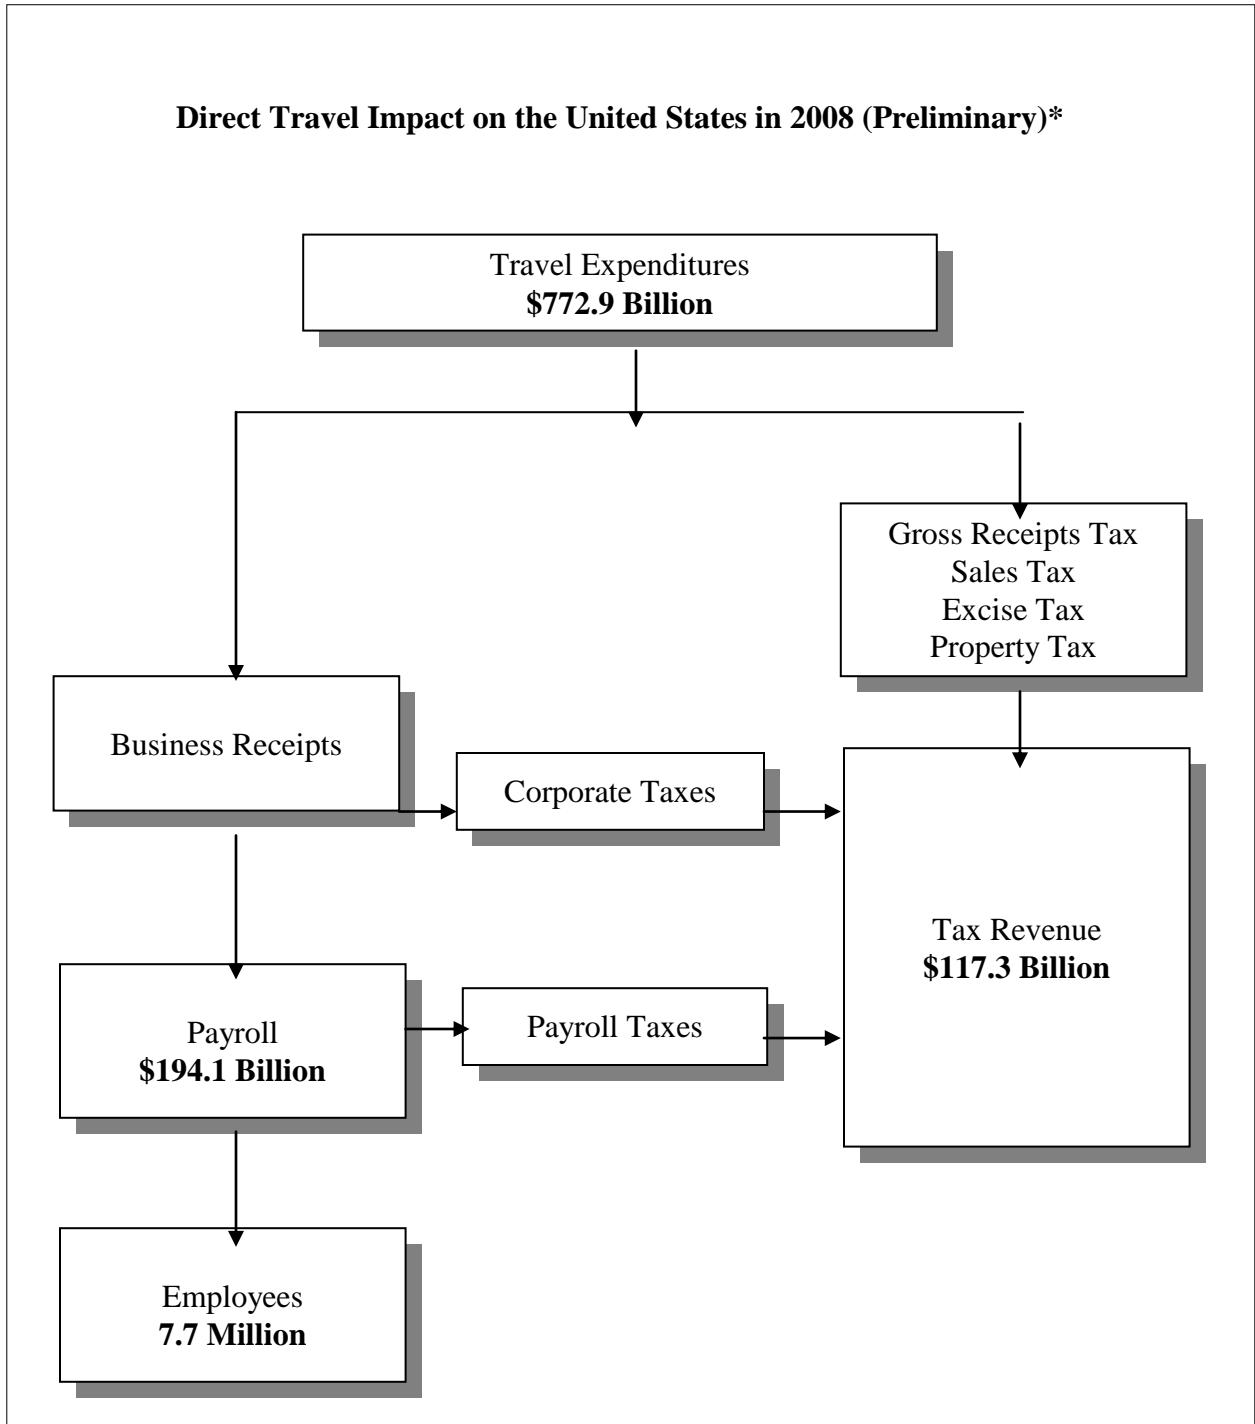 Direct Travel Impact on the United States in 2008 (Preliminary)*
Travel Expenditures
$772.9 Billion
Gross Receipts Tax
Sales Tax
Excise Tax
Property Tax
Business Receipts
Corporate Taxes
Tax Revenue
$117.3 Billion
Payroll
$194.1 Billion
Payroll Taxes
Employees
7.7 Million